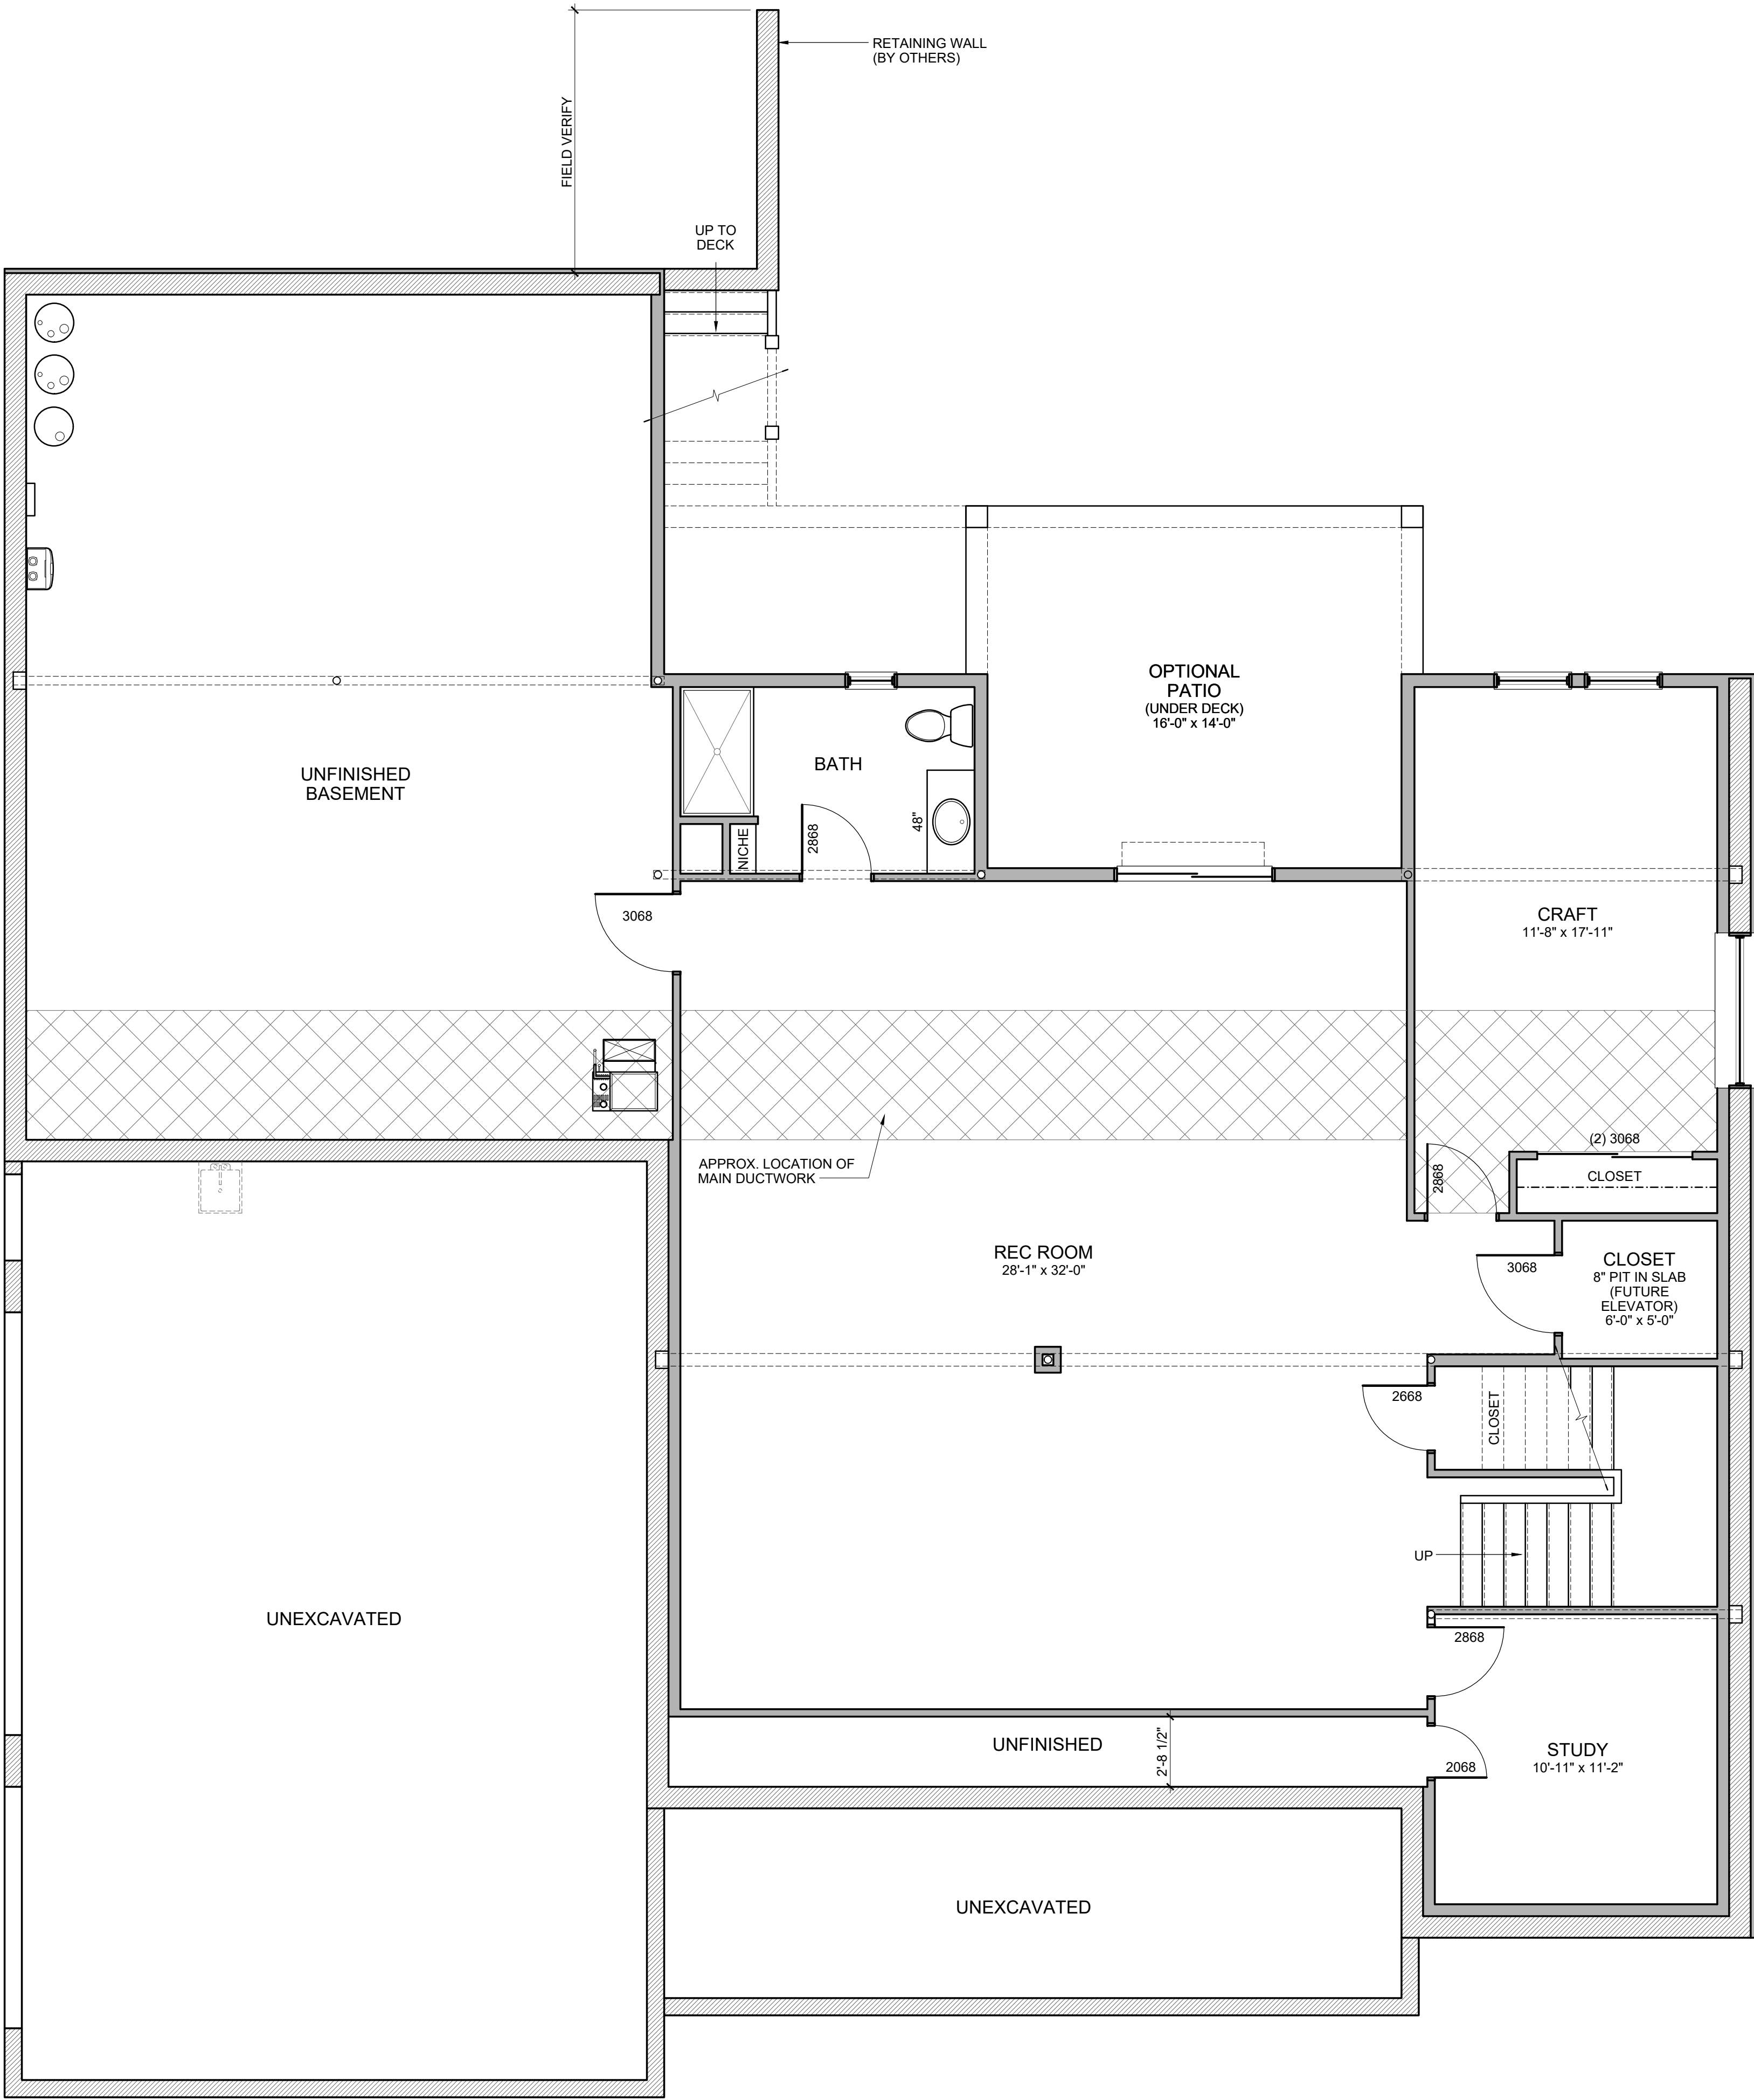 RETAINING WALL
(BY OTHERS)
FIELD VERIFY
UP TO
DECK
OPTIONAL
PATIO
(UNDER DECK)
16'-0" x 14'-0"
UNFINISHED
BASEMENT
BATH
NICHE
2868
48"
3068
CRAFT
11'-8" x 17'-11"
(2) 3068
CLOSET
2868
APPROX. LOCATION OF
MAIN DUCTWORK
REC ROOM
28'-1" x 32'-0"
3068
CLOSET
8" PIT IN SLAB
(FUTURE
ELEVATOR)
6'-0" x 5'-0"
2668
CLOSET
UP
UNEXCAVATED
2868
UNFINISHED
2'-8 1/2"
2068
STUDY
10'-11" x 11'-2"
UNEXCAVATED